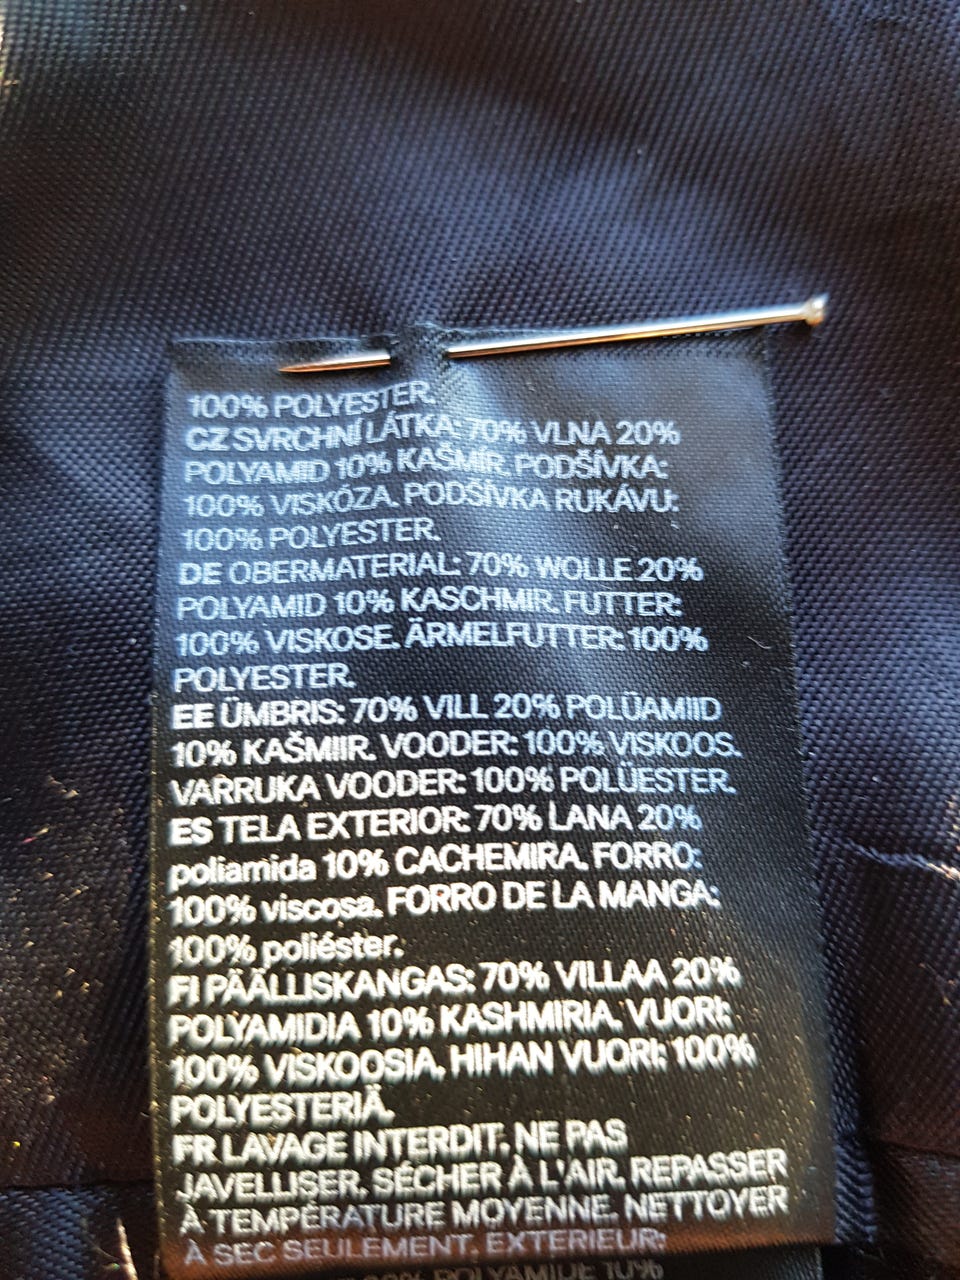 100% POLYESTER.
CZ SVRCHNÍ LÁTKA: 70% VLNA 20%
POLYAMID 10% KAŠMÍR. PODŠÍVKA:
100% VISKÓZA. PODŠÍVKA RUKÁVU:
100% POLYESTER.
DE OBERMATERIAL: 70% WOLLE 20%
POLYAMID 10% KASCHMIR. FUTTER:
100% VISKOSE. ÄRMELFUTTER: 100%
POLYESTER.
EE ÜMBRIS: 70% VILL 20% POLÜAMIID
10% KAŠMIIR. VOODER: 100% VISKOOS.
VARRUKA VOODER: 100% POLÜESTER.
ES TELA EXTERIOR: 70% LANA 20%
poliamida 10% CACHEMIRA. FORRO:
100% viscosa. FORRO DE LA MANGA:
100% poliéster.
FI PÄÄLLISKANGAS: 70% VILLAA 20%
POLYAMIDIA 10% KASHMIRIA. VUORI:
100% VISKOOSIA. HIHAN VUORI: 100%
POLYESTERIÄ.
FR LAVAGE INTERDIT. NE PAS
JAVELLISER. SÉCHER À L'AIR. REPASSER
À TEMPÉRATURE MOYENNE. NETTOYER
À SEC SEULEMENT. EXTERIEUR:
20% POLYAMIDE 10%